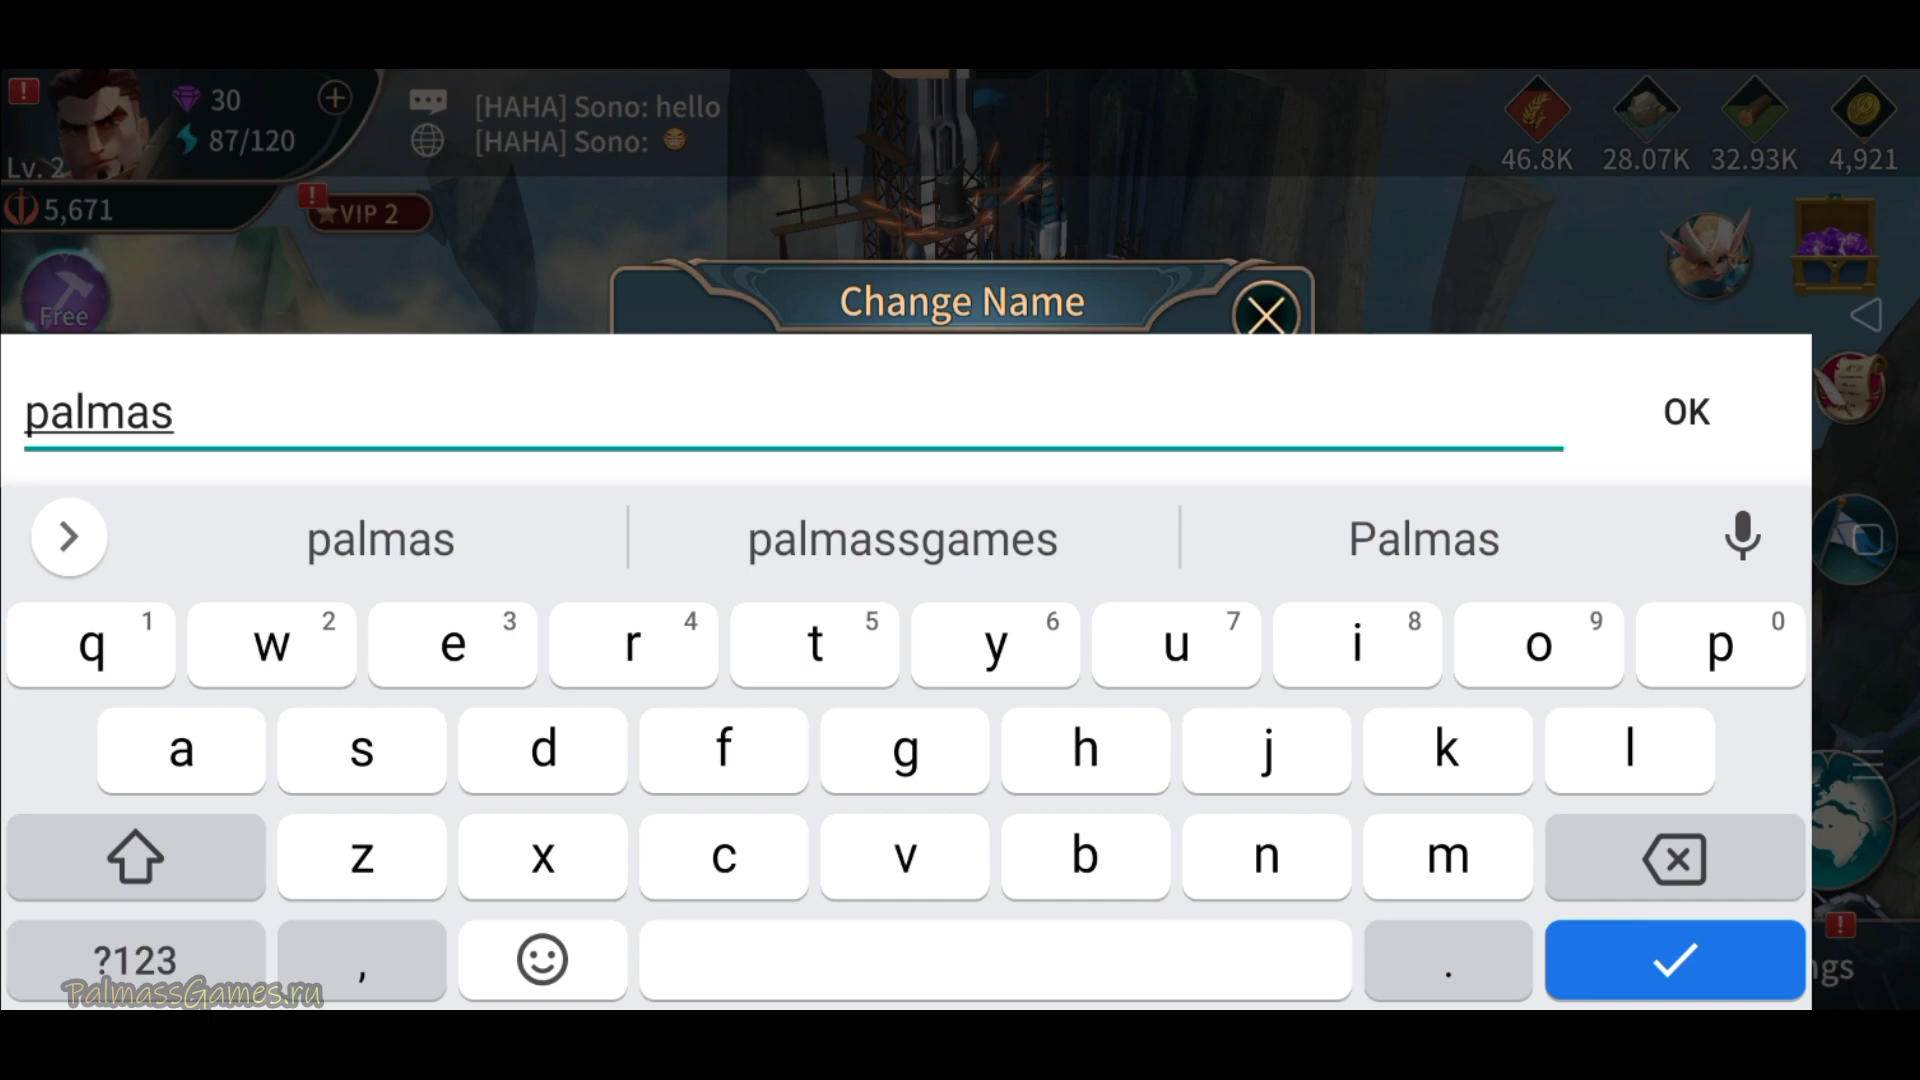 !
30
87/120
Lv. 2
[HAHA] Sono: hello
[HAHA] Sono:
46.8K 28.07K 32.93K 4,921
5,671
!
VIP 2
Free
Change Name
palmas
OK
palmas palmassgames Palmas
q 1 w 2 e 3 r 4 t 5 y 6 u 7 i 8 o 9 p 0
a s d f g h j k l
z x c v b n m
?123 , .
!
ngs
PalmassGames.ru